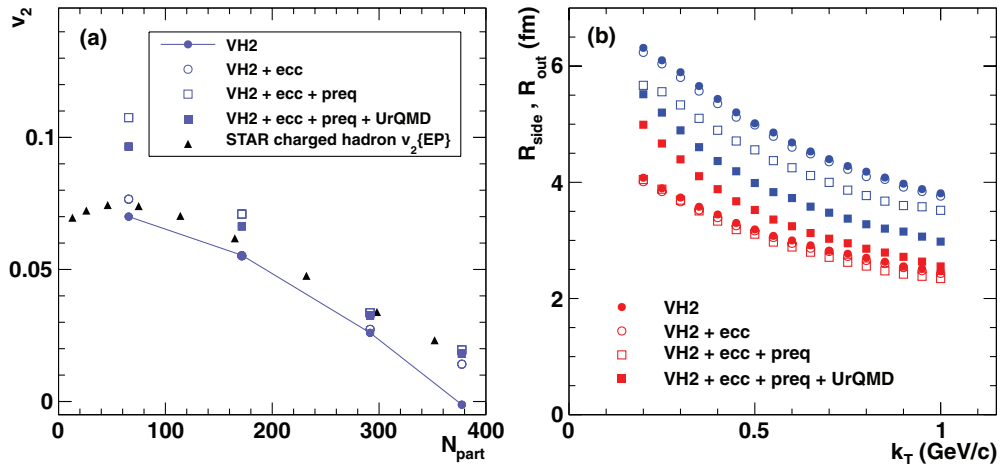 v2
(a)
VH2
VH2 + ecc
VH2 + ecc + preq
VH2 + ecc + preq + UrQMD
STAR charged hadron v2{EP}
0.1
0.05
0
0 100 200 300 400
Npart
Rside , Rout (fm)
(b)
6
4
2
0
VH2
VH2 + ecc
VH2 + ecc + preq
VH2 + ecc + preq + UrQMD
0 0.5 1
kT (GeV/c)